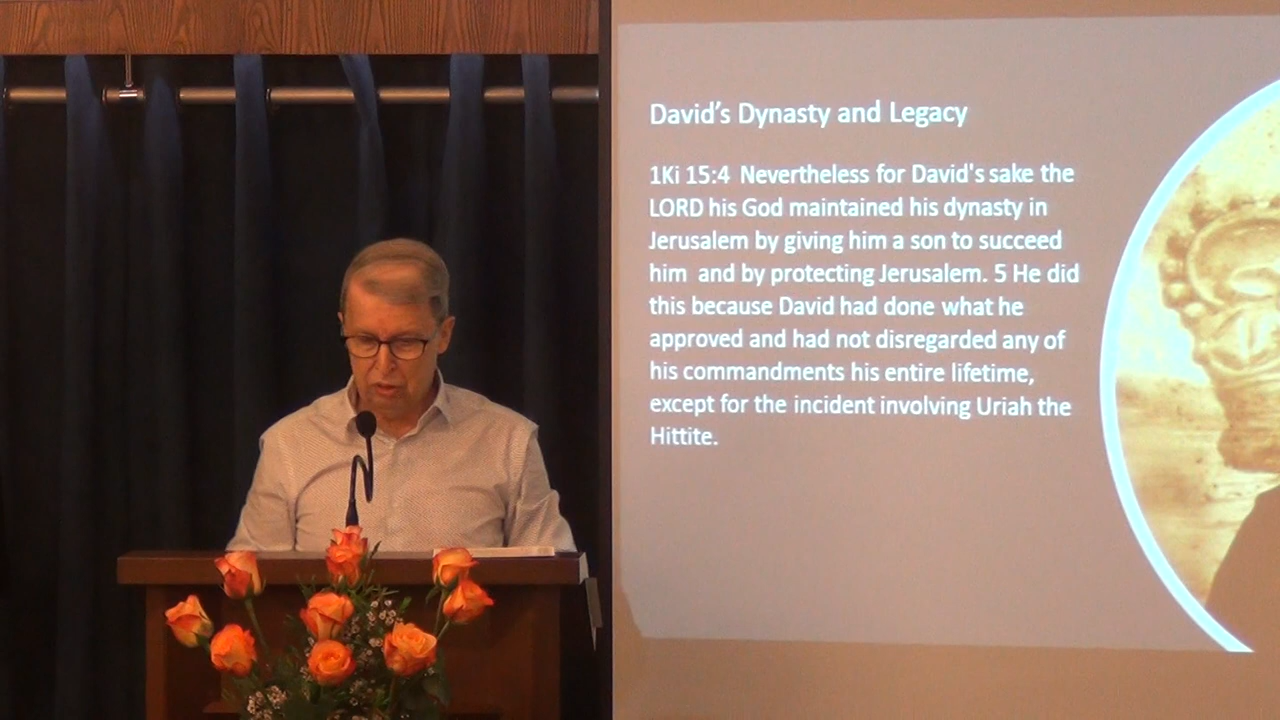 David's Dynasty and Legacy
1Ki 15:4  Nevertheless for David's sake the
LORD his God maintained his dynasty in
Jerusalem by giving him a son to succeed
him  and by protecting Jerusalem. 5 He did
this because David had done what he
approved and had not disregarded any of
his commandments his entire lifetime,
except for the incident involving Uriah the
Hittite.